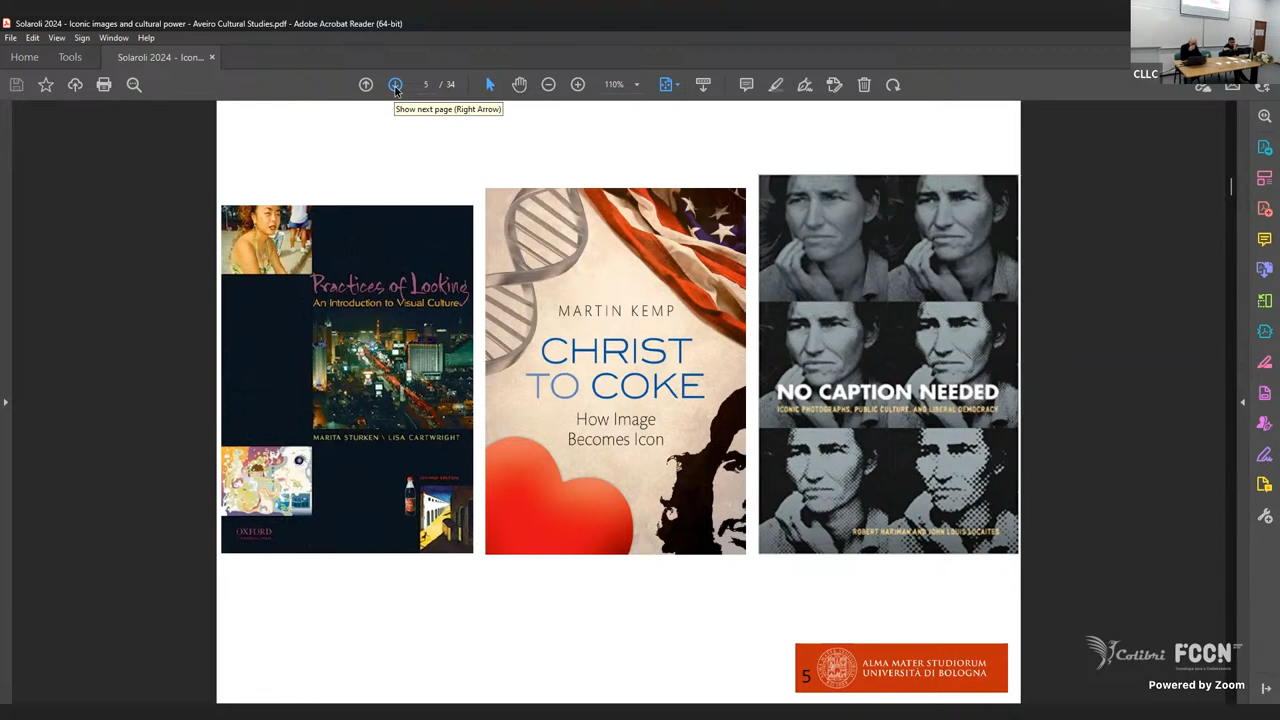 Solaroli 2024 - Iconic images and cultural power - Aveiro Cultural Studies.pdf - Adobe Acrobat Reader (64-bit)
File Edit View Sign Window Help
Home Tools Solaroli 2024 - Icon... ×
5 / 34 110%
Show next page (Right Arrow)
CLLC
Practices of Looking
An Introduction to Visual Culture
MARITA STURKEN \ LISA CARTWRIGHT
OXFORD
MARTIN KEMP
CHRIST
TO COKE
How Image
Becomes Icon
NO CAPTION NEEDED
ICONIC PHOTOGRAPHS, PUBLIC CULTURE, AND LIBERAL DEMOCRACY
ROBERT HARIMAN AND JOHN LOUIS LUCAITES
5
ALMA MATER STUDIORUM
UNIVERSITÀ DI BOLOGNA
Colibri FCCN
Powered by Zoom